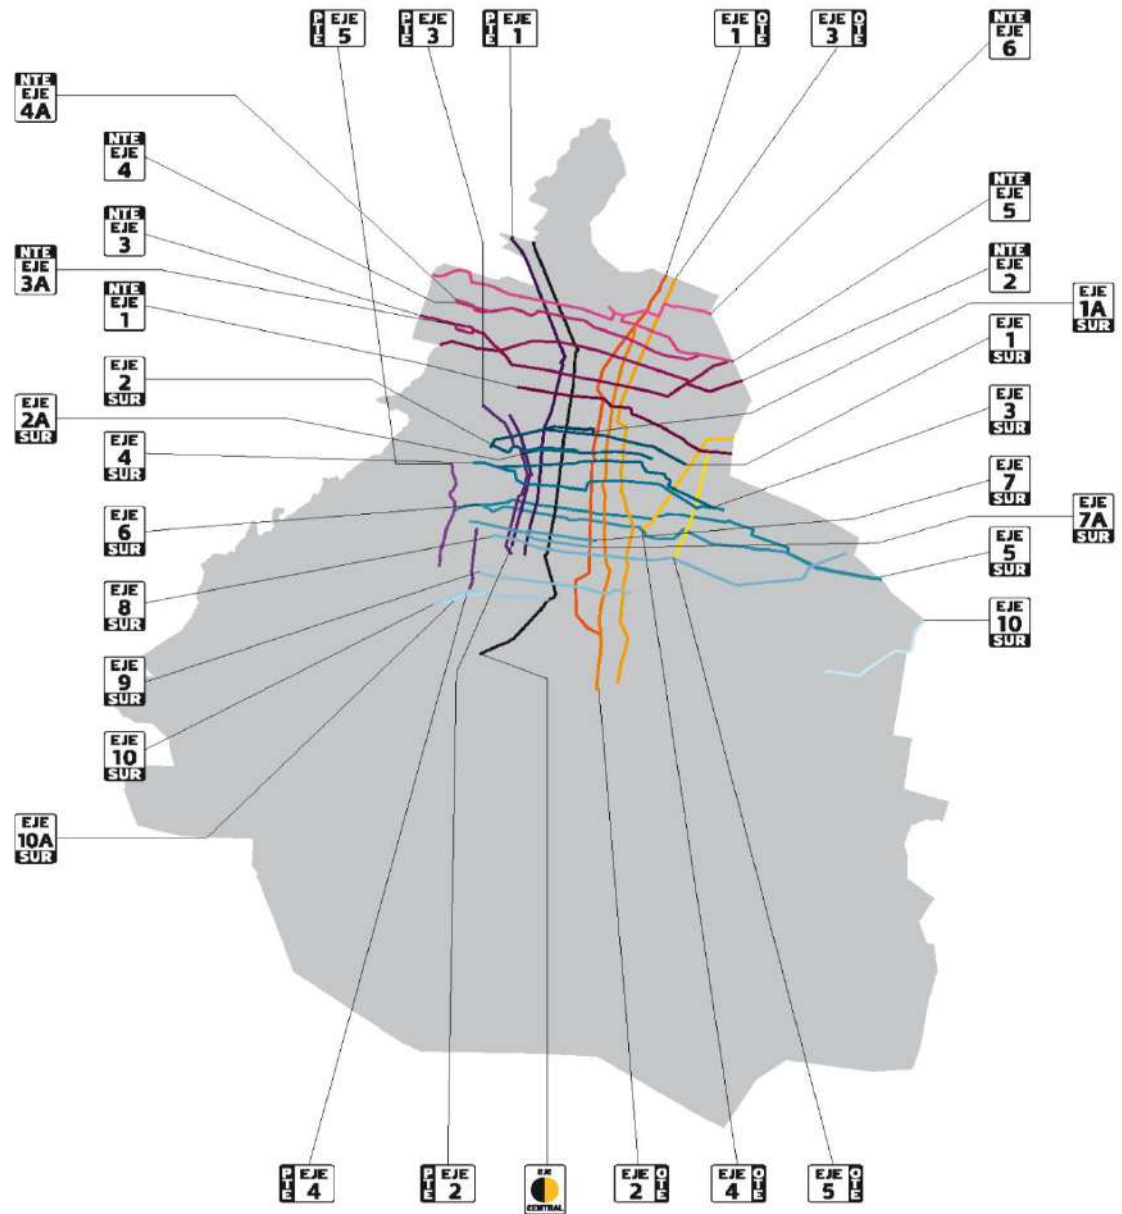 PTE EJE 5
PTE EJE 3
PTE EJE 1
EJE 1 OTE
EJE 3 OTE
NTE
EJE
6
NTE
EJE
4A
NTE
EJE
4
NTE
EJE
5
NTE
EJE
3
NTE
EJE
3A
NTE
EJE
2
NTE
EJE
1
EJE
1A
SUR
EJE
1
SUR
EJE
2
SUR
EJE
3
SUR
EJE
2A
SUR
EJE
4
SUR
EJE
7
SUR
EJE
7A
SUR
EJE
6
SUR
EJE
5
SUR
EJE
8
SUR
EJE
10
SUR
EJE
9
SUR
EJE
10
SUR
EJE
10A
SUR
PTE EJE 4
PTE EJE 2
EJE
CENTRAL
EJE 2 OTE
EJE 4 OTE
EJE 5 OTE